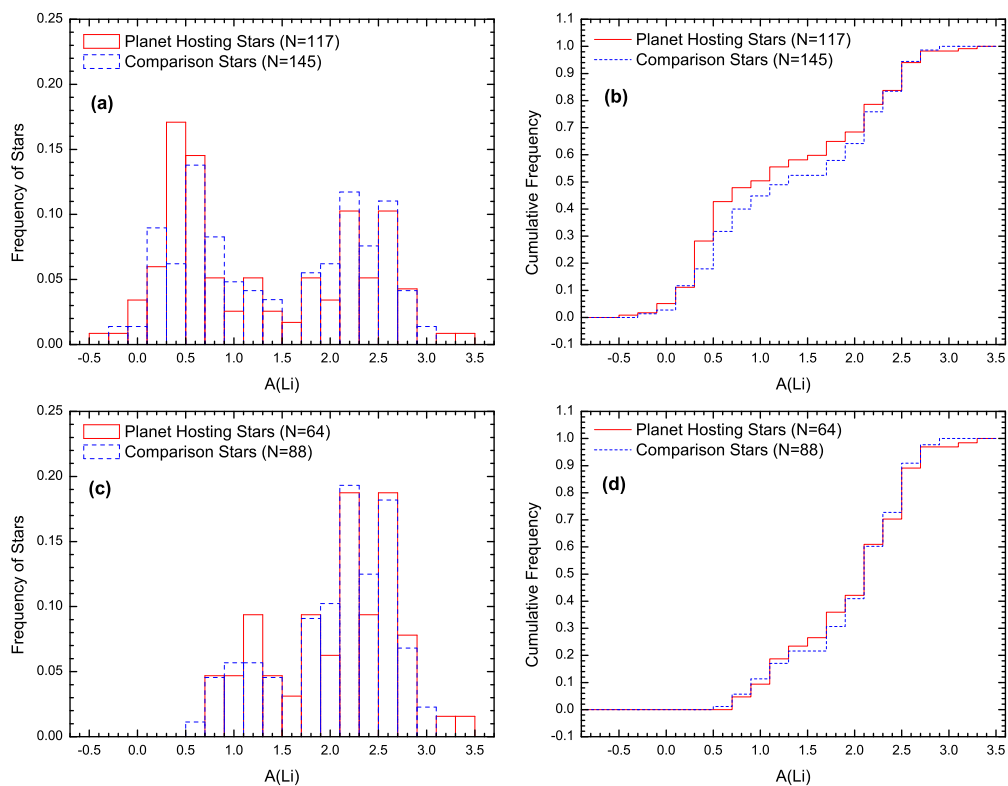 0.25
0.20
0.15
0.10
0.05
0.00
Frequency of Stars
Planet Hosting Stars (N=117)
Comparison Stars (N=145)
(a)
-0.5 0.0 0.5 1.0 1.5 2.0 2.5 3.0 3.5
A(Li)
1.1
1.0
0.9
0.8
0.7
0.6
0.5
0.4
0.3
0.2
0.1
0.0
-0.1
Cumulative Frequency
Planet Hosting Stars (N=117)
Comparison Stars (N=145)
(b)
-0.5 0.0 0.5 1.0 1.5 2.0 2.5 3.0 3.5
A(Li)
0.25
0.20
0.15
0.10
0.05
0.00
Frequency of Stars
Planet Hosting Stars (N=64)
Comparison Stars (N=88)
(c)
-0.5 0.0 0.5 1.0 1.5 2.0 2.5 3.0 3.5
A(Li)
1.1
1.0
0.9
0.8
0.7
0.6
0.5
0.4
0.3
0.2
0.1
0.0
-0.1
Cumulative Frequency
Planet Hosting Stars (N=64)
Comparison Stars (N=88)
(d)
-0.5 0.0 0.5 1.0 1.5 2.0 2.5 3.0 3.5
A(Li)